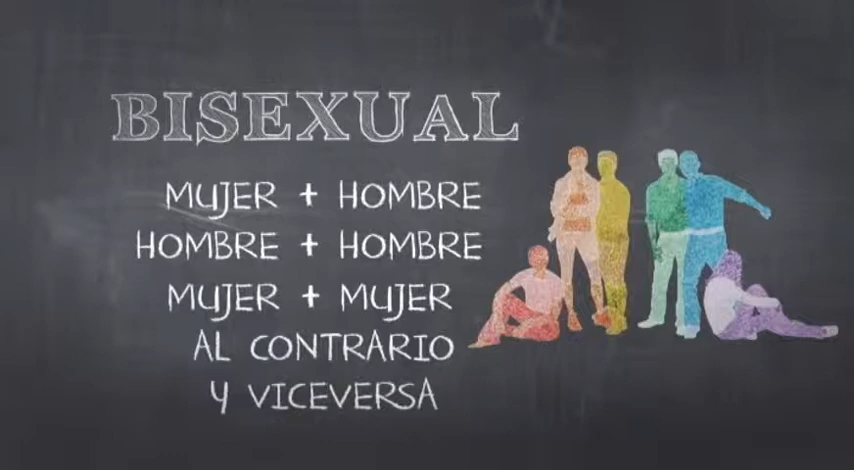 BISEXUAL
MUJER + HOMBRE
HOMBRE + HOMBRE
MUJER + MUJER
AL CONTRARIO
Y VICEVERSA